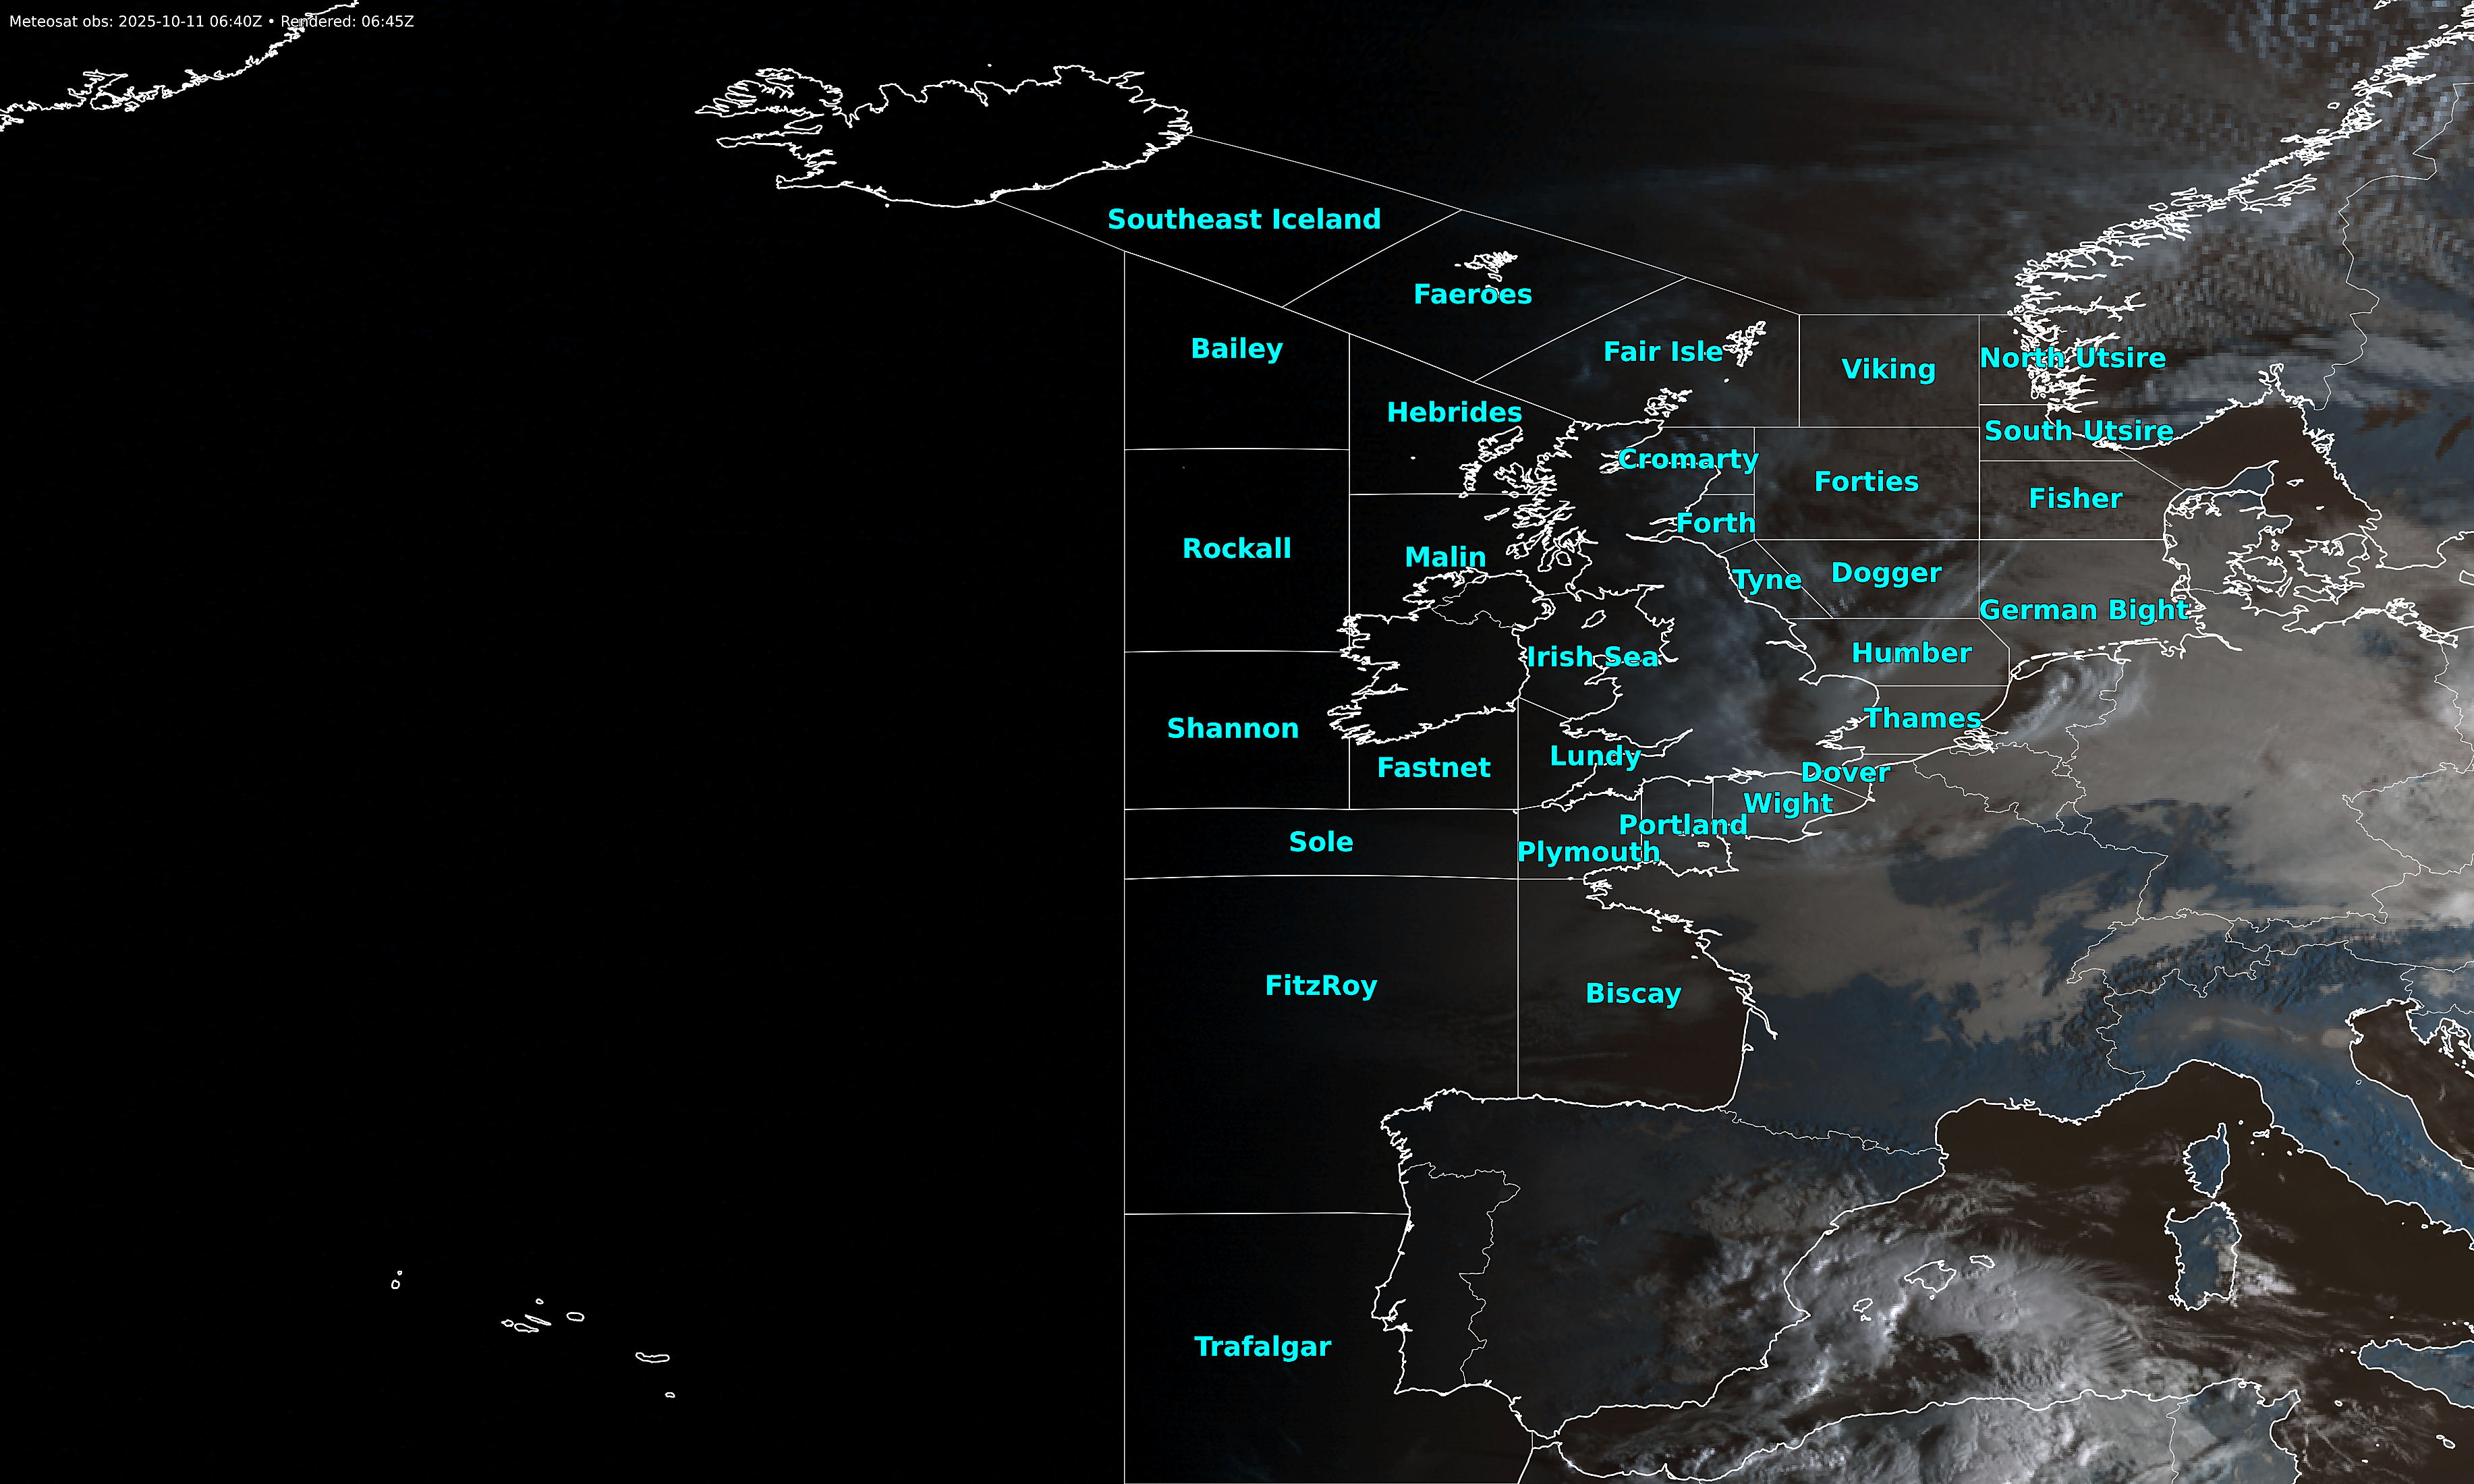 Meteosat obs: 2025-10-11 06:40Z • Rendered: 06:45Z
Southeast Iceland
Faeroes
Bailey
Fair Isle
Viking
North Utsire
Hebrides
South Utsire
Cromarty
Forties
Fisher
Forth
Rockall
Malin
Tyne
Dogger
German Bight
Irish Sea
Humber
Shannon
Thames
Fastnet
Lundy
Dover
Wight
Portland
Sole
Plymouth
FitzRoy
Biscay
Trafalgar